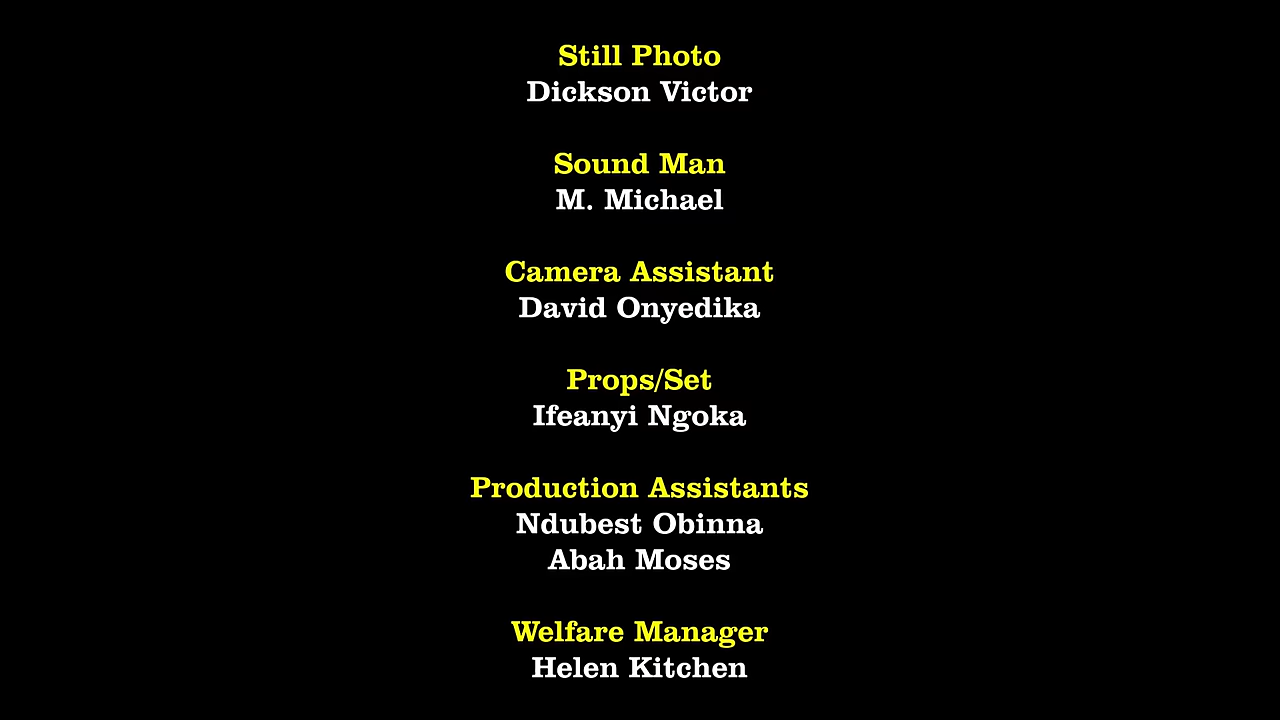 Still Photo
Dickson Victor
Sound Man
M. Michael
Camera Assistant
David Onyedika
Props/Set
Ifeanyi Ngoka
Production Assistants
Ndubest Obinna
Abah Moses
Welfare Manager
Helen Kitchen